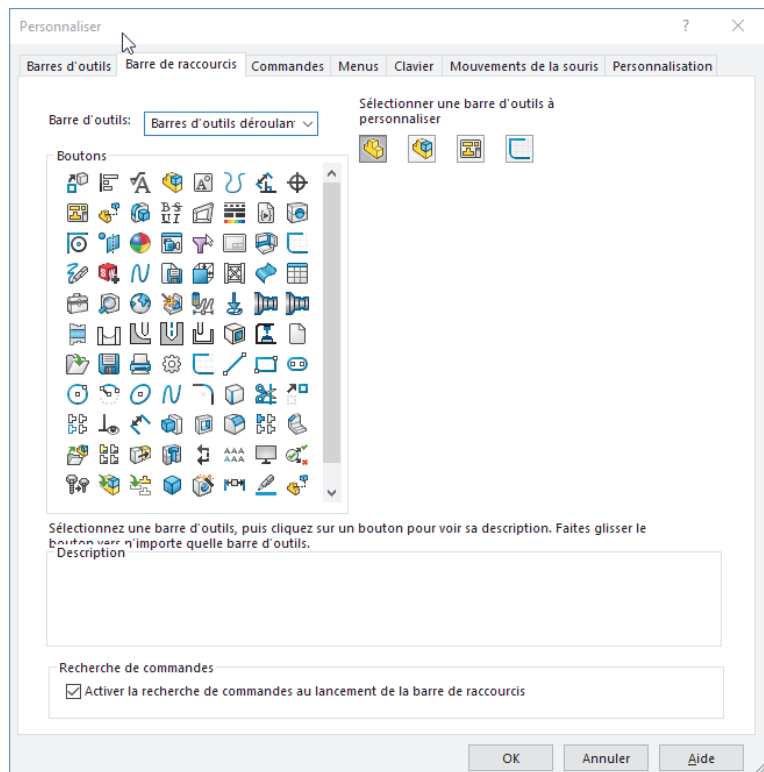 Personnaliser
Barres d'outils Barre de raccourcis Commandes Menus Clavier Mouvements de la souris Personnalisation
Barre d'outils: Barres d'outils déroulan
Sélectionner une barre d'outils à
personnaliser
Boutons
Sélectionnez une barre d'outils, puis cliquez sur un bouton pour voir sa description. Faites glisser le
bouton vers n'importe quelle barre d'outils.
Description
Recherche de commandes
Activer la recherche de commandes au lancement de la barre de raccourcis
OK Annuler Aide